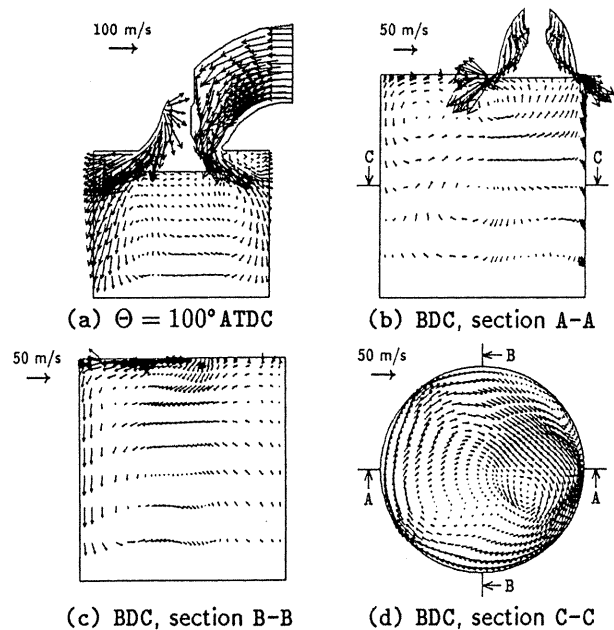 100 m/s
50 m/s
C
C
(a) Θ = 100° ATDC
(b) BDC, section A-A
50 m/s
50 m/s
B
A
A
B
(c) BDC, section B-B
(d) BDC, section C-C